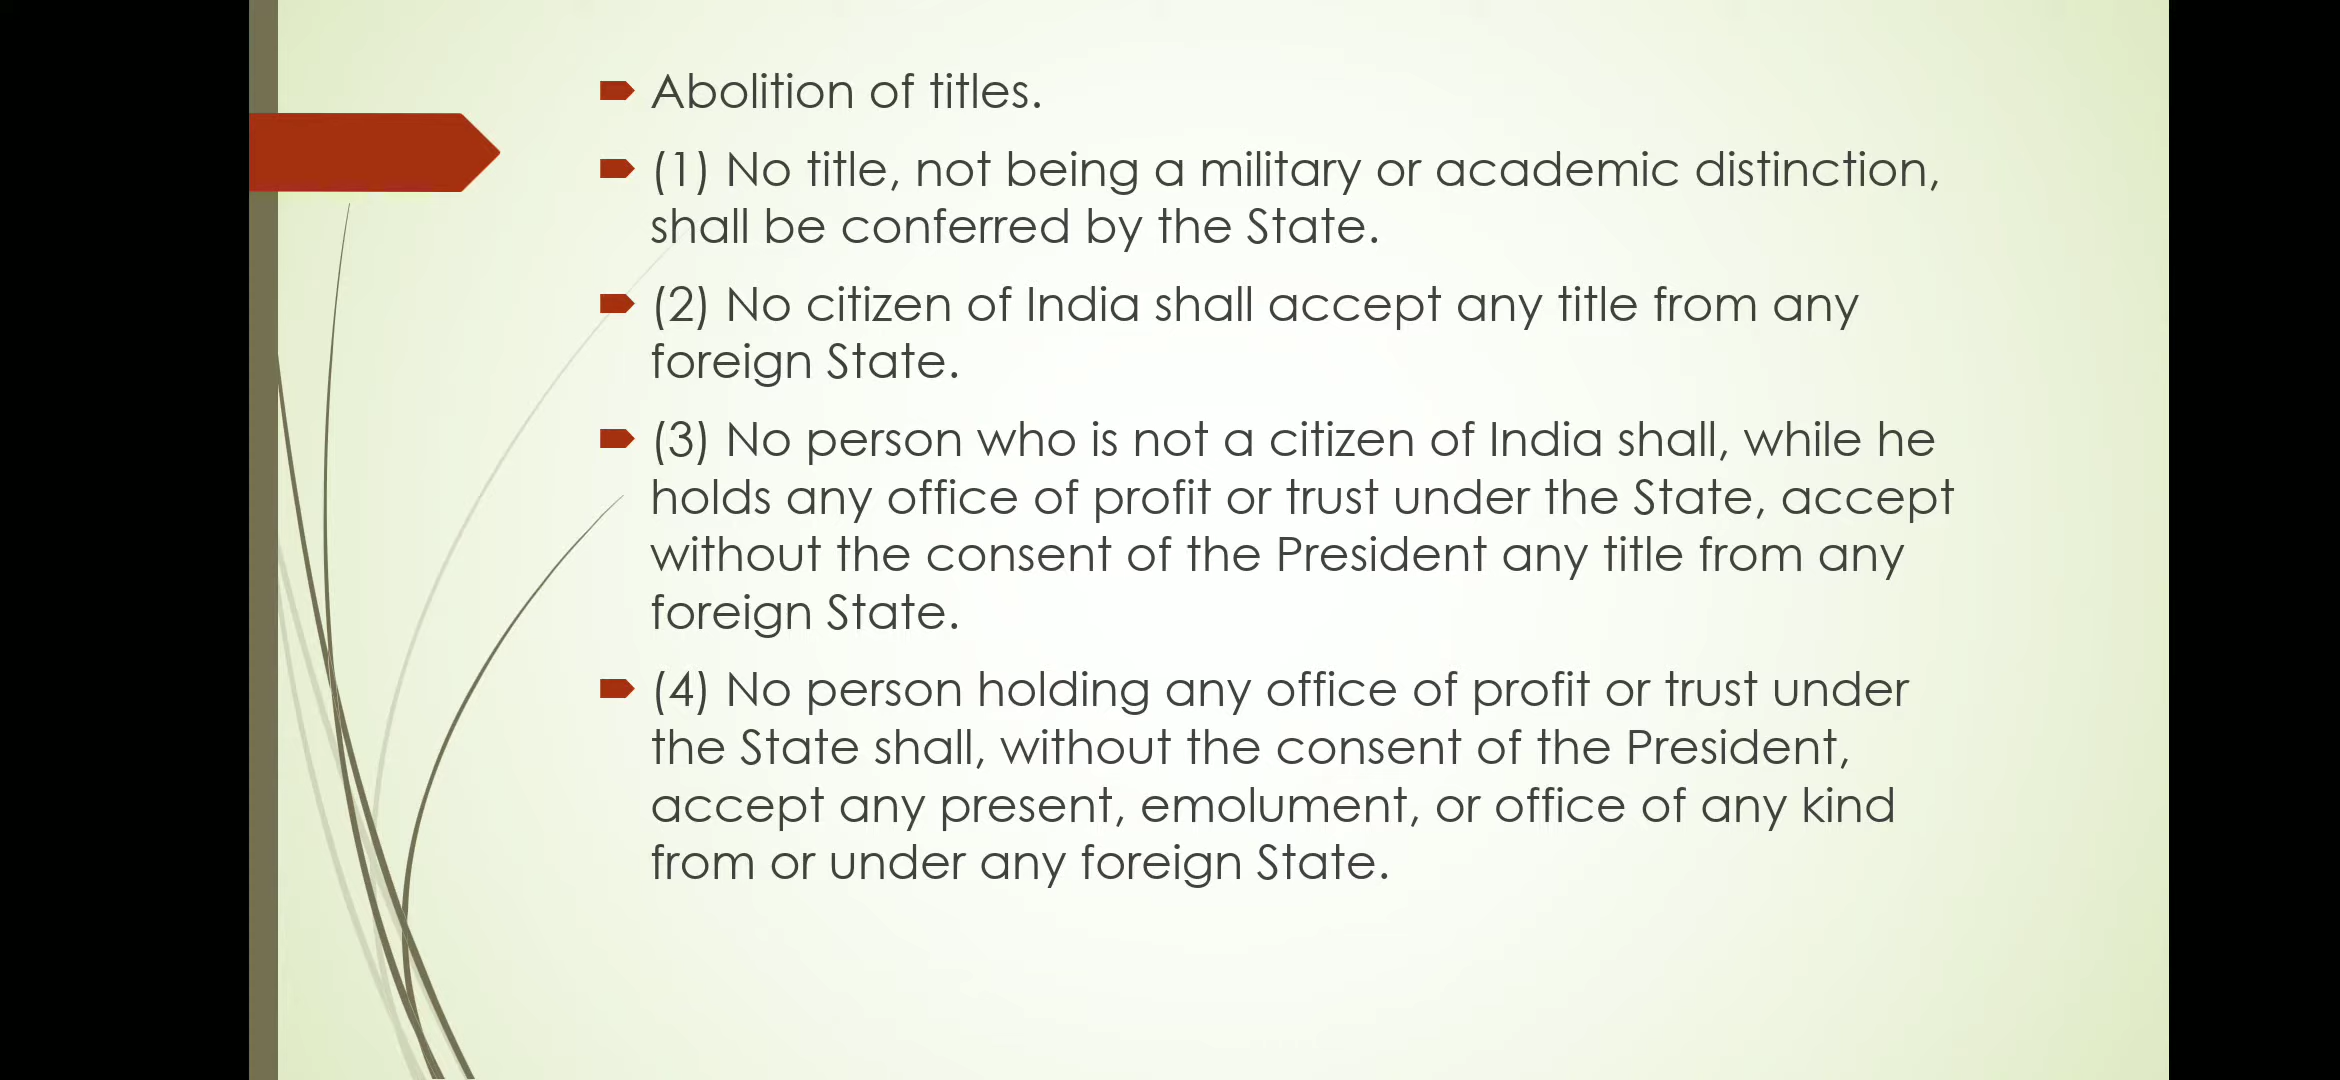 Abolition of titles.
(1) No title, not being a military or academic distinction,
shall be conferred by the State.
(2) No citizen of India shall accept any title from any
foreign State.
(3) No person who is not a citizen of India shall, while he
holds any office of profit or trust under the State, accept
without the consent of the President any title from any
foreign State.
(4) No person holding any office of profit or trust under
the State shall, without the consent of the President,
accept any present, emolument, or office of any kind
from or under any foreign State.